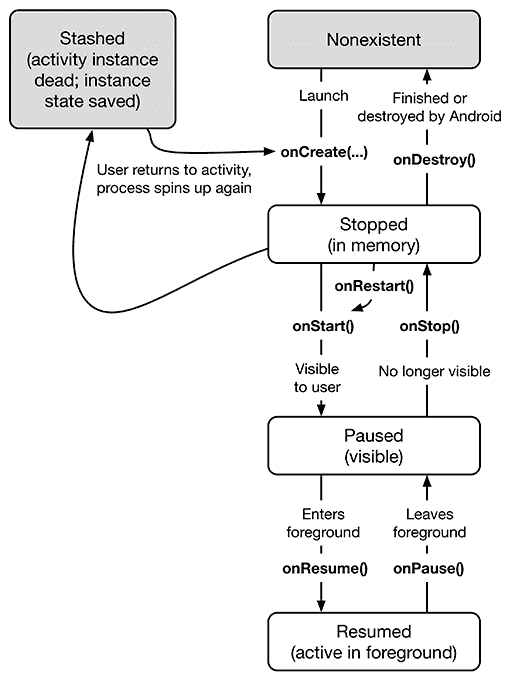 Stashed
(activity instance
dead; instance
state saved)
Nonexistent
Launch
Finished or
destroyed by Android
onCreate(...)
onDestroy()
User returns to activity,
process spins up again
Stopped
(in memory)
onRestart()
onStart()
onStop()
Visible
to user
No longer visible
Paused
(visible)
Enters
foreground
Leaves
foreground
onResume()
onPause()
Resumed
(active in foreground)